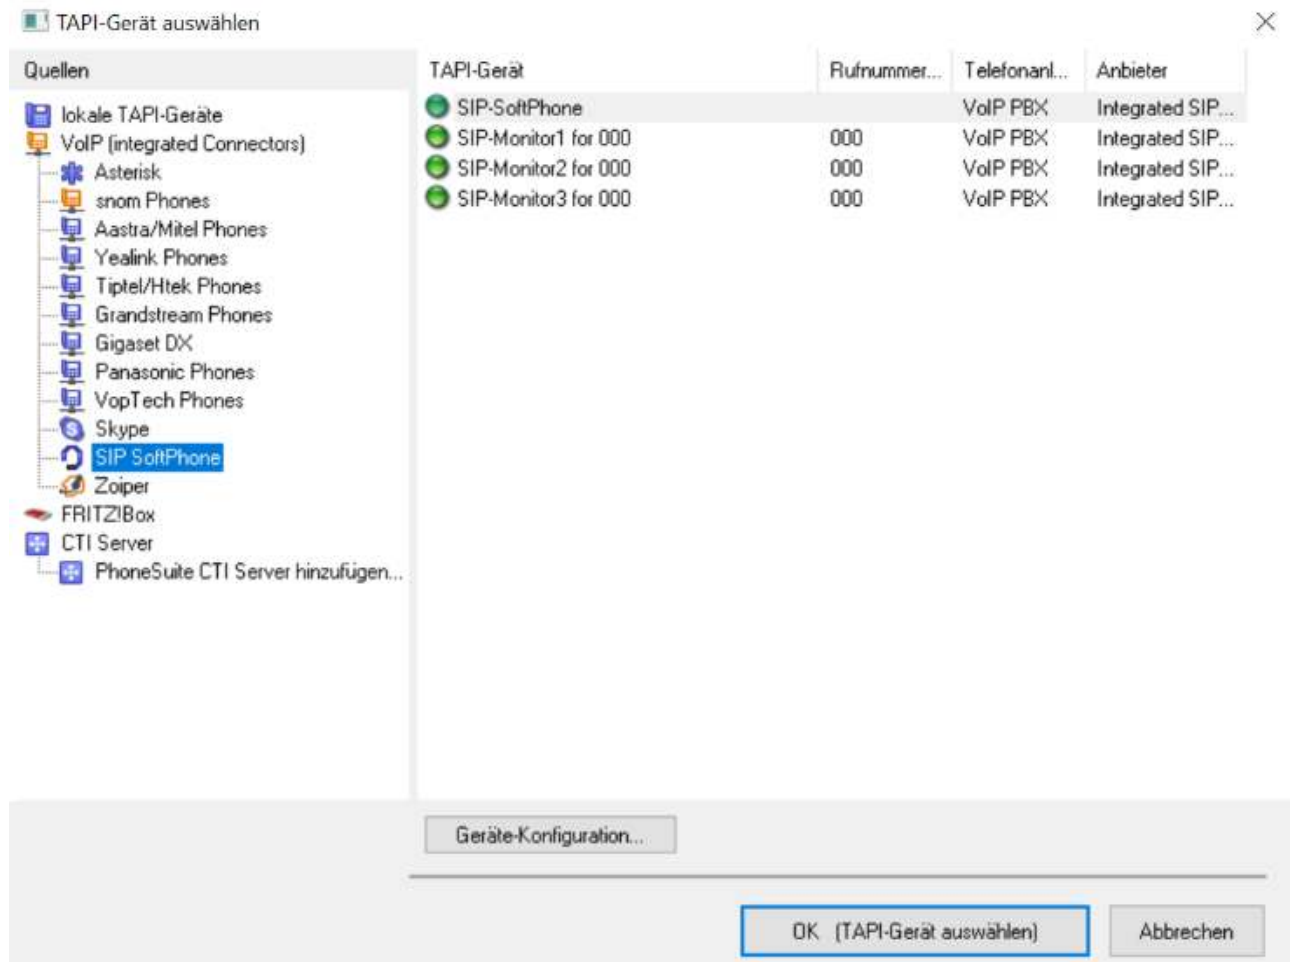 TAPI-Gerät auswählen
Quellen
lokale TAPI-Geräte
VoIP (integrated Connectors)
Asterisk
snom Phones
Aastra/Mitel Phones
Yealink Phones
Tiptel/Htek Phones
Grandstream Phones
Gigaset DX
Panasonic Phones
VopTech Phones
Skype
SIP SoftPhone
Zoiper
FRITZ!Box
CTI Server
PhoneSuite CTI Server hinzufügen...
TAPI-Gerät Rufnummer... Telefonanl... Anbieter
SIP-SoftPhone VoIP PBX Integrated SIP...
SIP-Monitor1 for 000 000 VoIP PBX Integrated SIP...
SIP-Monitor2 for 000 000 VoIP PBX Integrated SIP...
SIP-Monitor3 for 000 000 VoIP PBX Integrated SIP...
Geräte-Konfiguration...
OK (TAPI-Gerät auswählen) Abbrechen